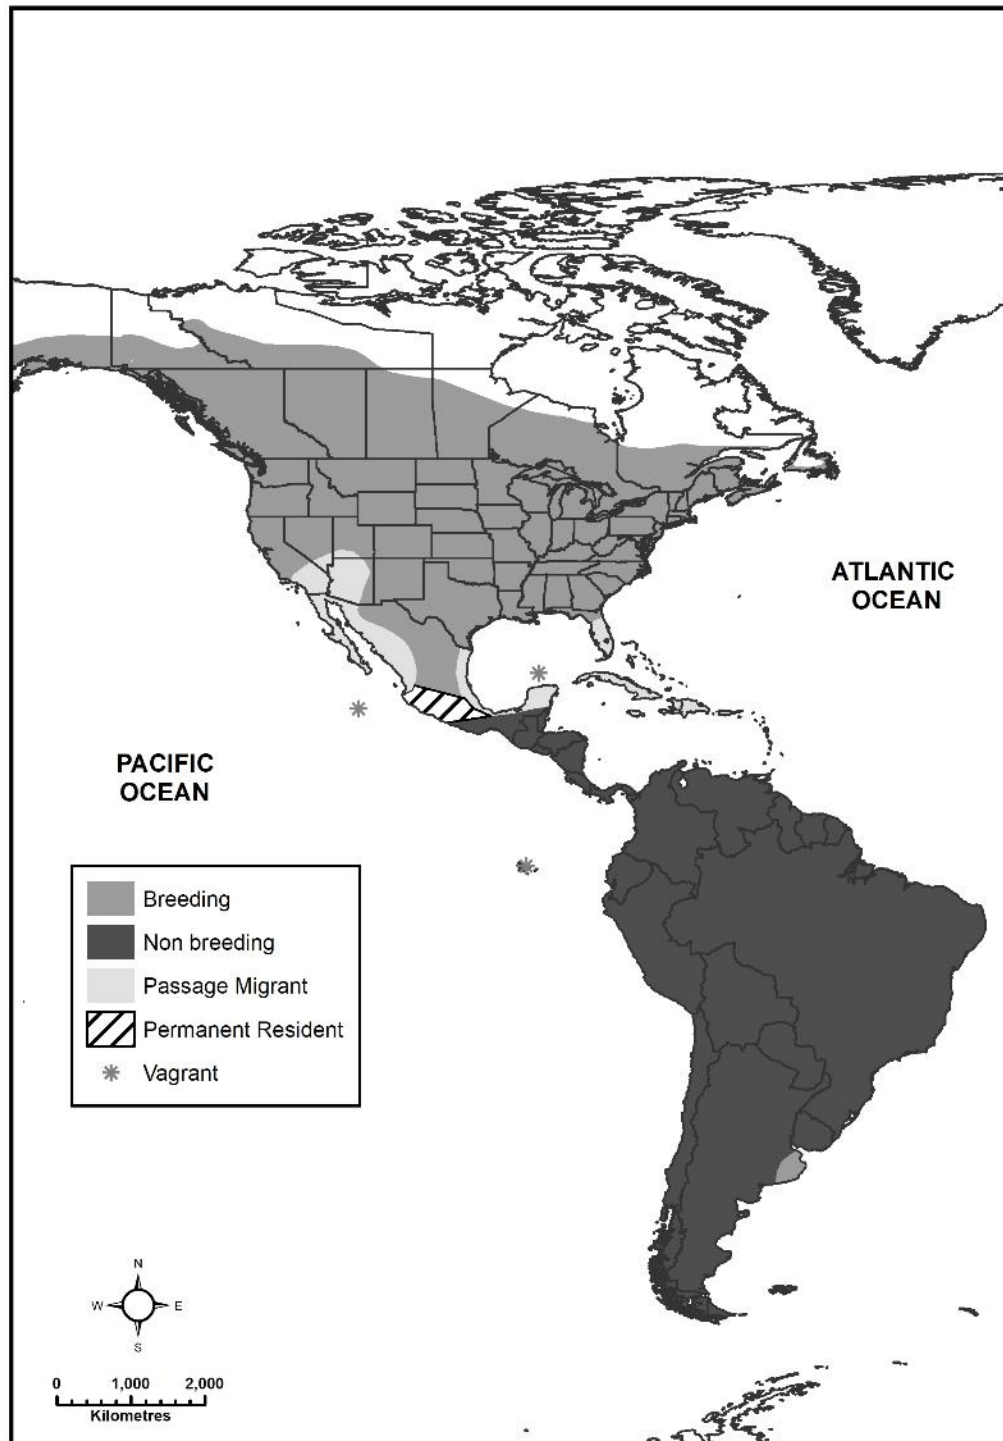 ATLANTIC
OCEAN
PACIFIC
OCEAN
Breeding
Non breeding
Passage Migrant
Permanent Resident
Vagrant
N
W E
S
0 1,000 2,000
Kilometres